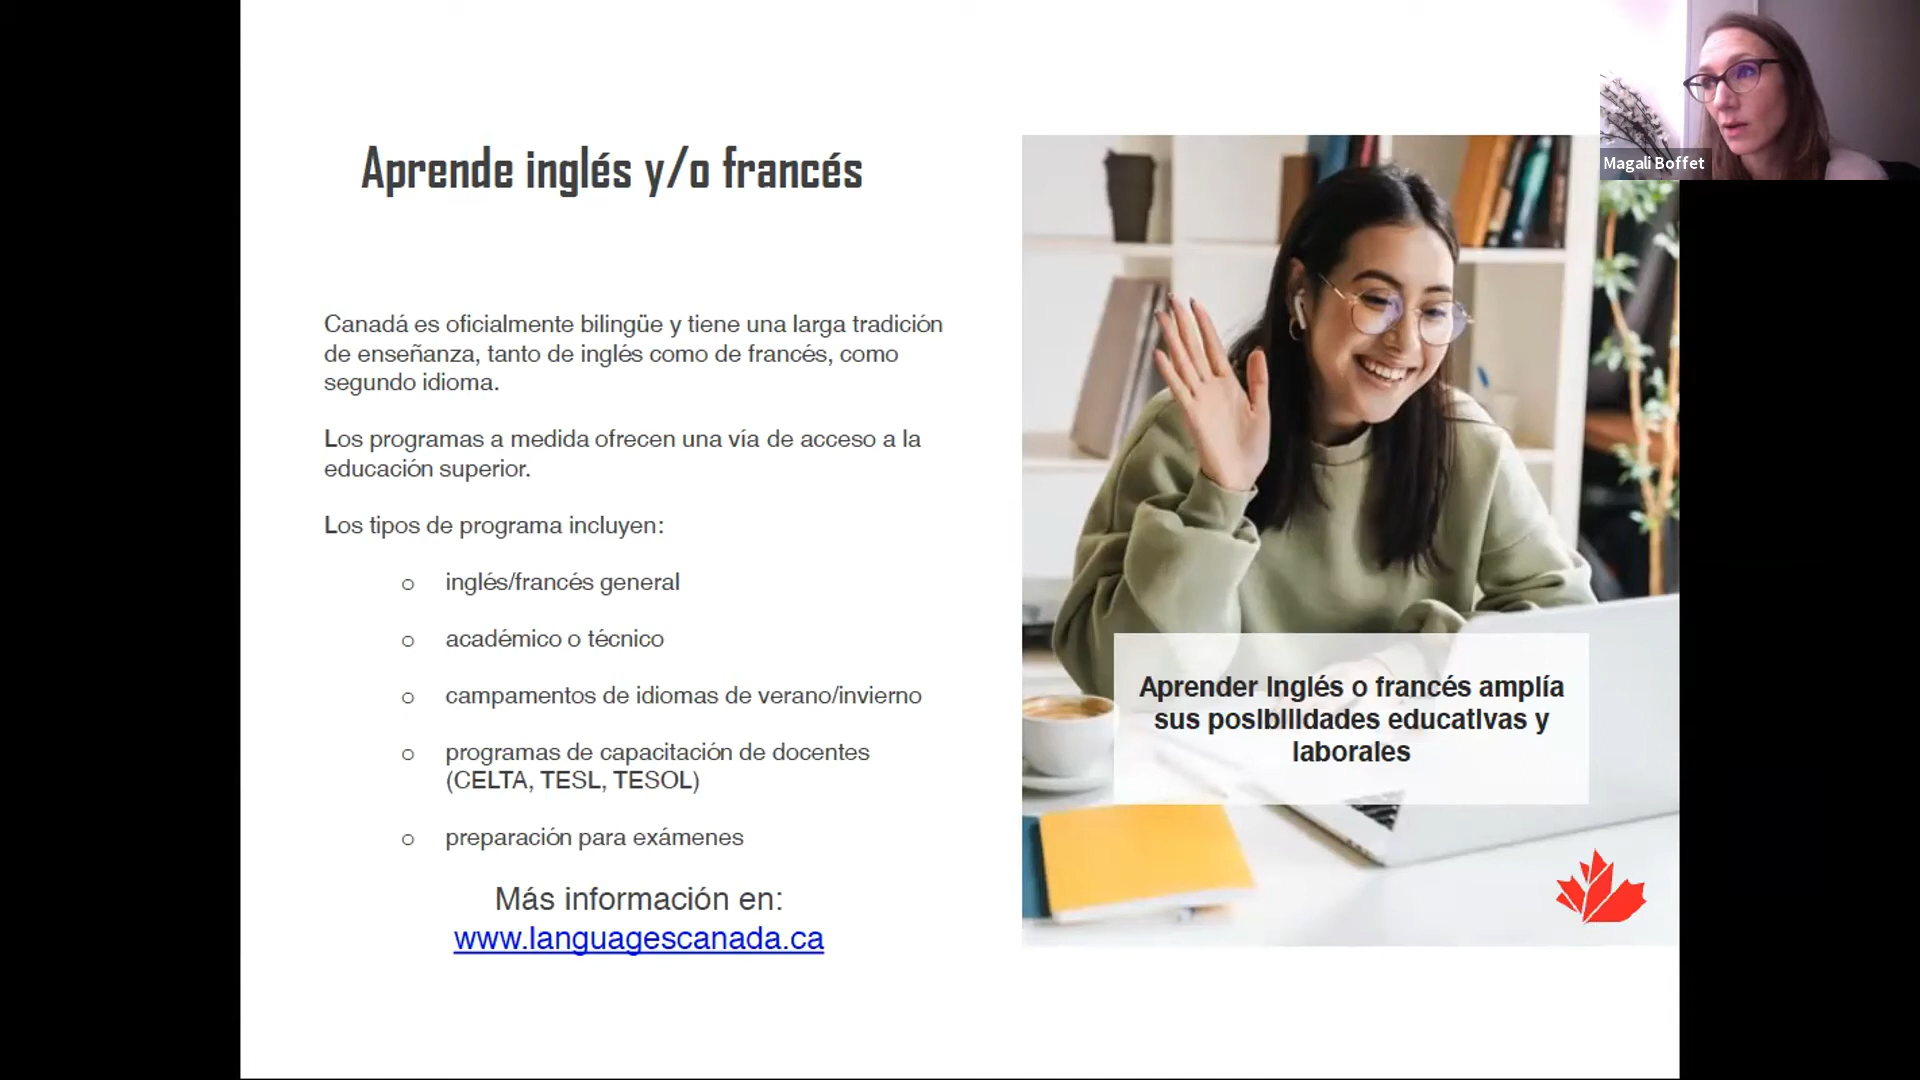 Aprende inglés y/o francés
Canadá es oficialmente bilingüe y tiene una larga tradición
de enseñanza, tanto de inglés como de francés, como
segundo idioma.
Los programas a medida ofrecen una vía de acceso a la
educación superior.
Los tipos de programa incluyen:
o inglés/francés general
o académico o técnico
o campamentos de idiomas de verano/invierno
o programas de capacitación de docentes
(CELTA, TESL, TESOL)
o preparación para exámenes
Más información en:
www.languagescanada.ca
Aprender Inglés o francés amplía
sus posibilidades educativas y
laborales
Magali Boffet